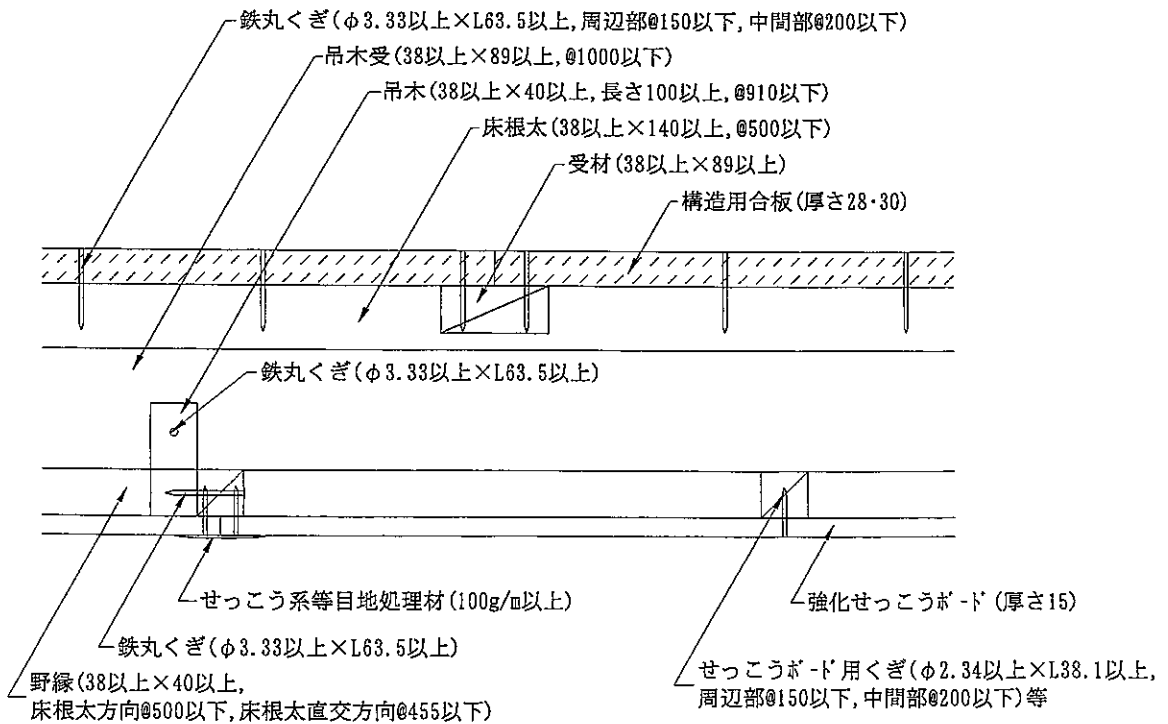 鉄丸くぎ(φ3.33以上×L63.5以上,周辺部@150以下,中間部@200以下)
吊木受(38以上×89以上,@1000以下)
吊木(38以上×40以上,長さ100以上,@910以下)
床根太(38以上×140以上,@500以下)
受材(38以上×89以上)
構造用合板(厚さ28・30)
鉄丸くぎ(φ3.33以上×L63.5以上)
せっこう系等目地処理材(100g/m以上)
強化せっこうボード(厚さ15)
鉄丸くぎ(φ3.33以上×L63.5以上)
せっこうボード用くぎ(φ2.34以上×L38.1以上,
周辺部@150以下,中間部@200以下)等
野縁(38以上×40以上,
床根太方向@500以下,床根太直交方向@455以下)